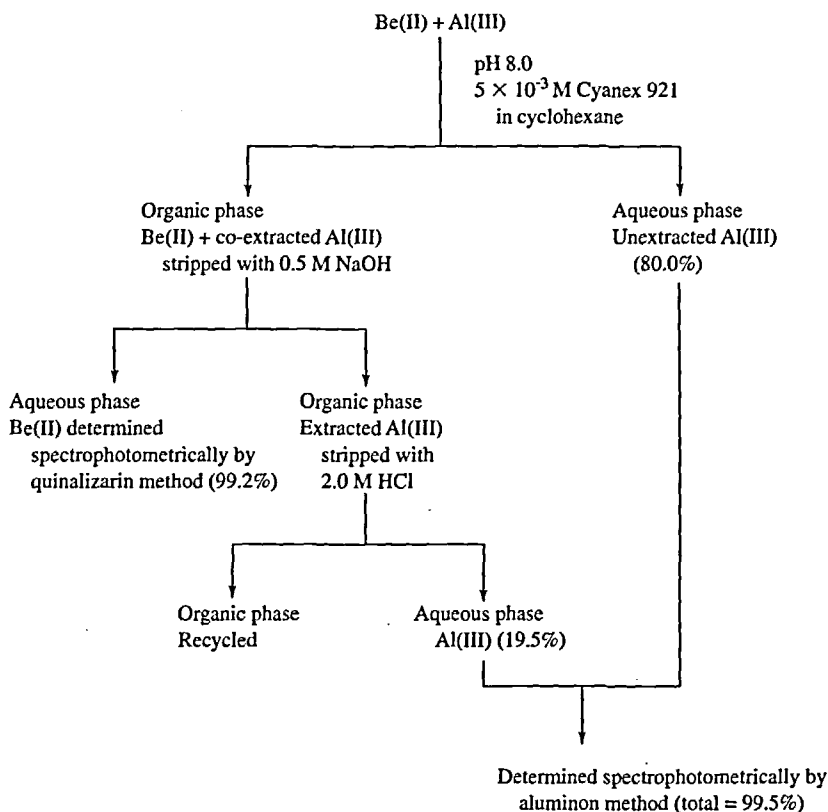 Be(II) + Al(III)
pH 8.0
5 × 10⁻³ M Cyanex 921
in cyclohexane
Organic phase
Be(II) + co-extracted Al(III)
stripped with 0.5 M NaOH
Aqueous phase
Unextracted Al(III)
(80.0%)
Aqueous phase
Be(II) determined
spectrophotometrically by
quinalizarin method (99.2%)
Organic phase
Extracted Al(III)
stripped with
2.0 M HCl
Organic phase
Recycled
Aqueous phase
Al(III) (19.5%)
Determined spectrophotometrically by
aluminon method (total = 99.5%)